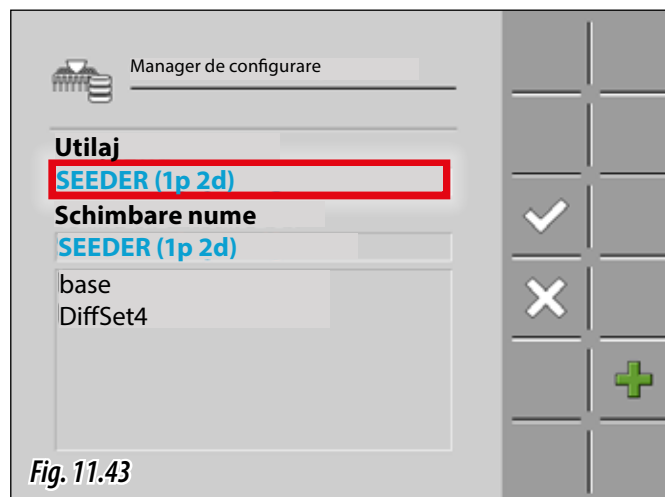 Manager de configurare
Utilaj
SEEDER (1p 2d)
Schimbare nume
SEEDER (1p 2d)
base
DiffSet4
Fig. 11.43